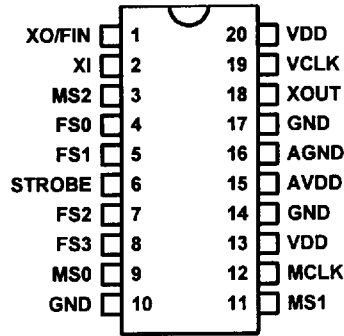 XO/FIN 1 20 VDD
XI 2 19 VCLK
MS2 3 18 XOUT
FS0 4 17 GND
FS1 5 16 AGND
STROBE 6 15 AVDD
FS2 7 14 GND
FS3 8 13 VDD
MS0 9 12 MCLK
GND 10 11 MS1